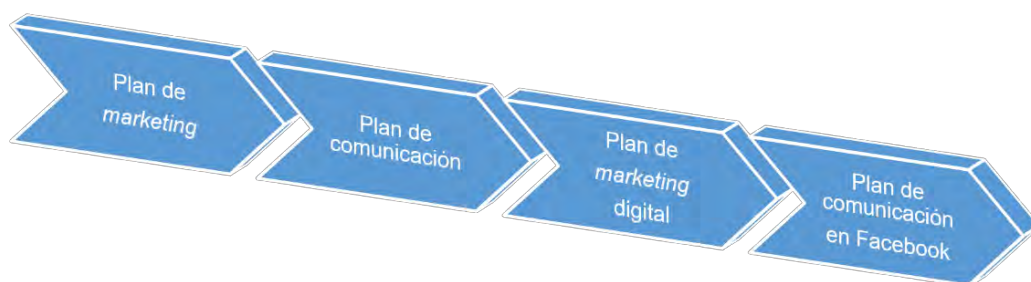 Plan de
marketing
Plan de
comunicación
Plan de
marketing
digital
Plan de
comunicación
en Facebook